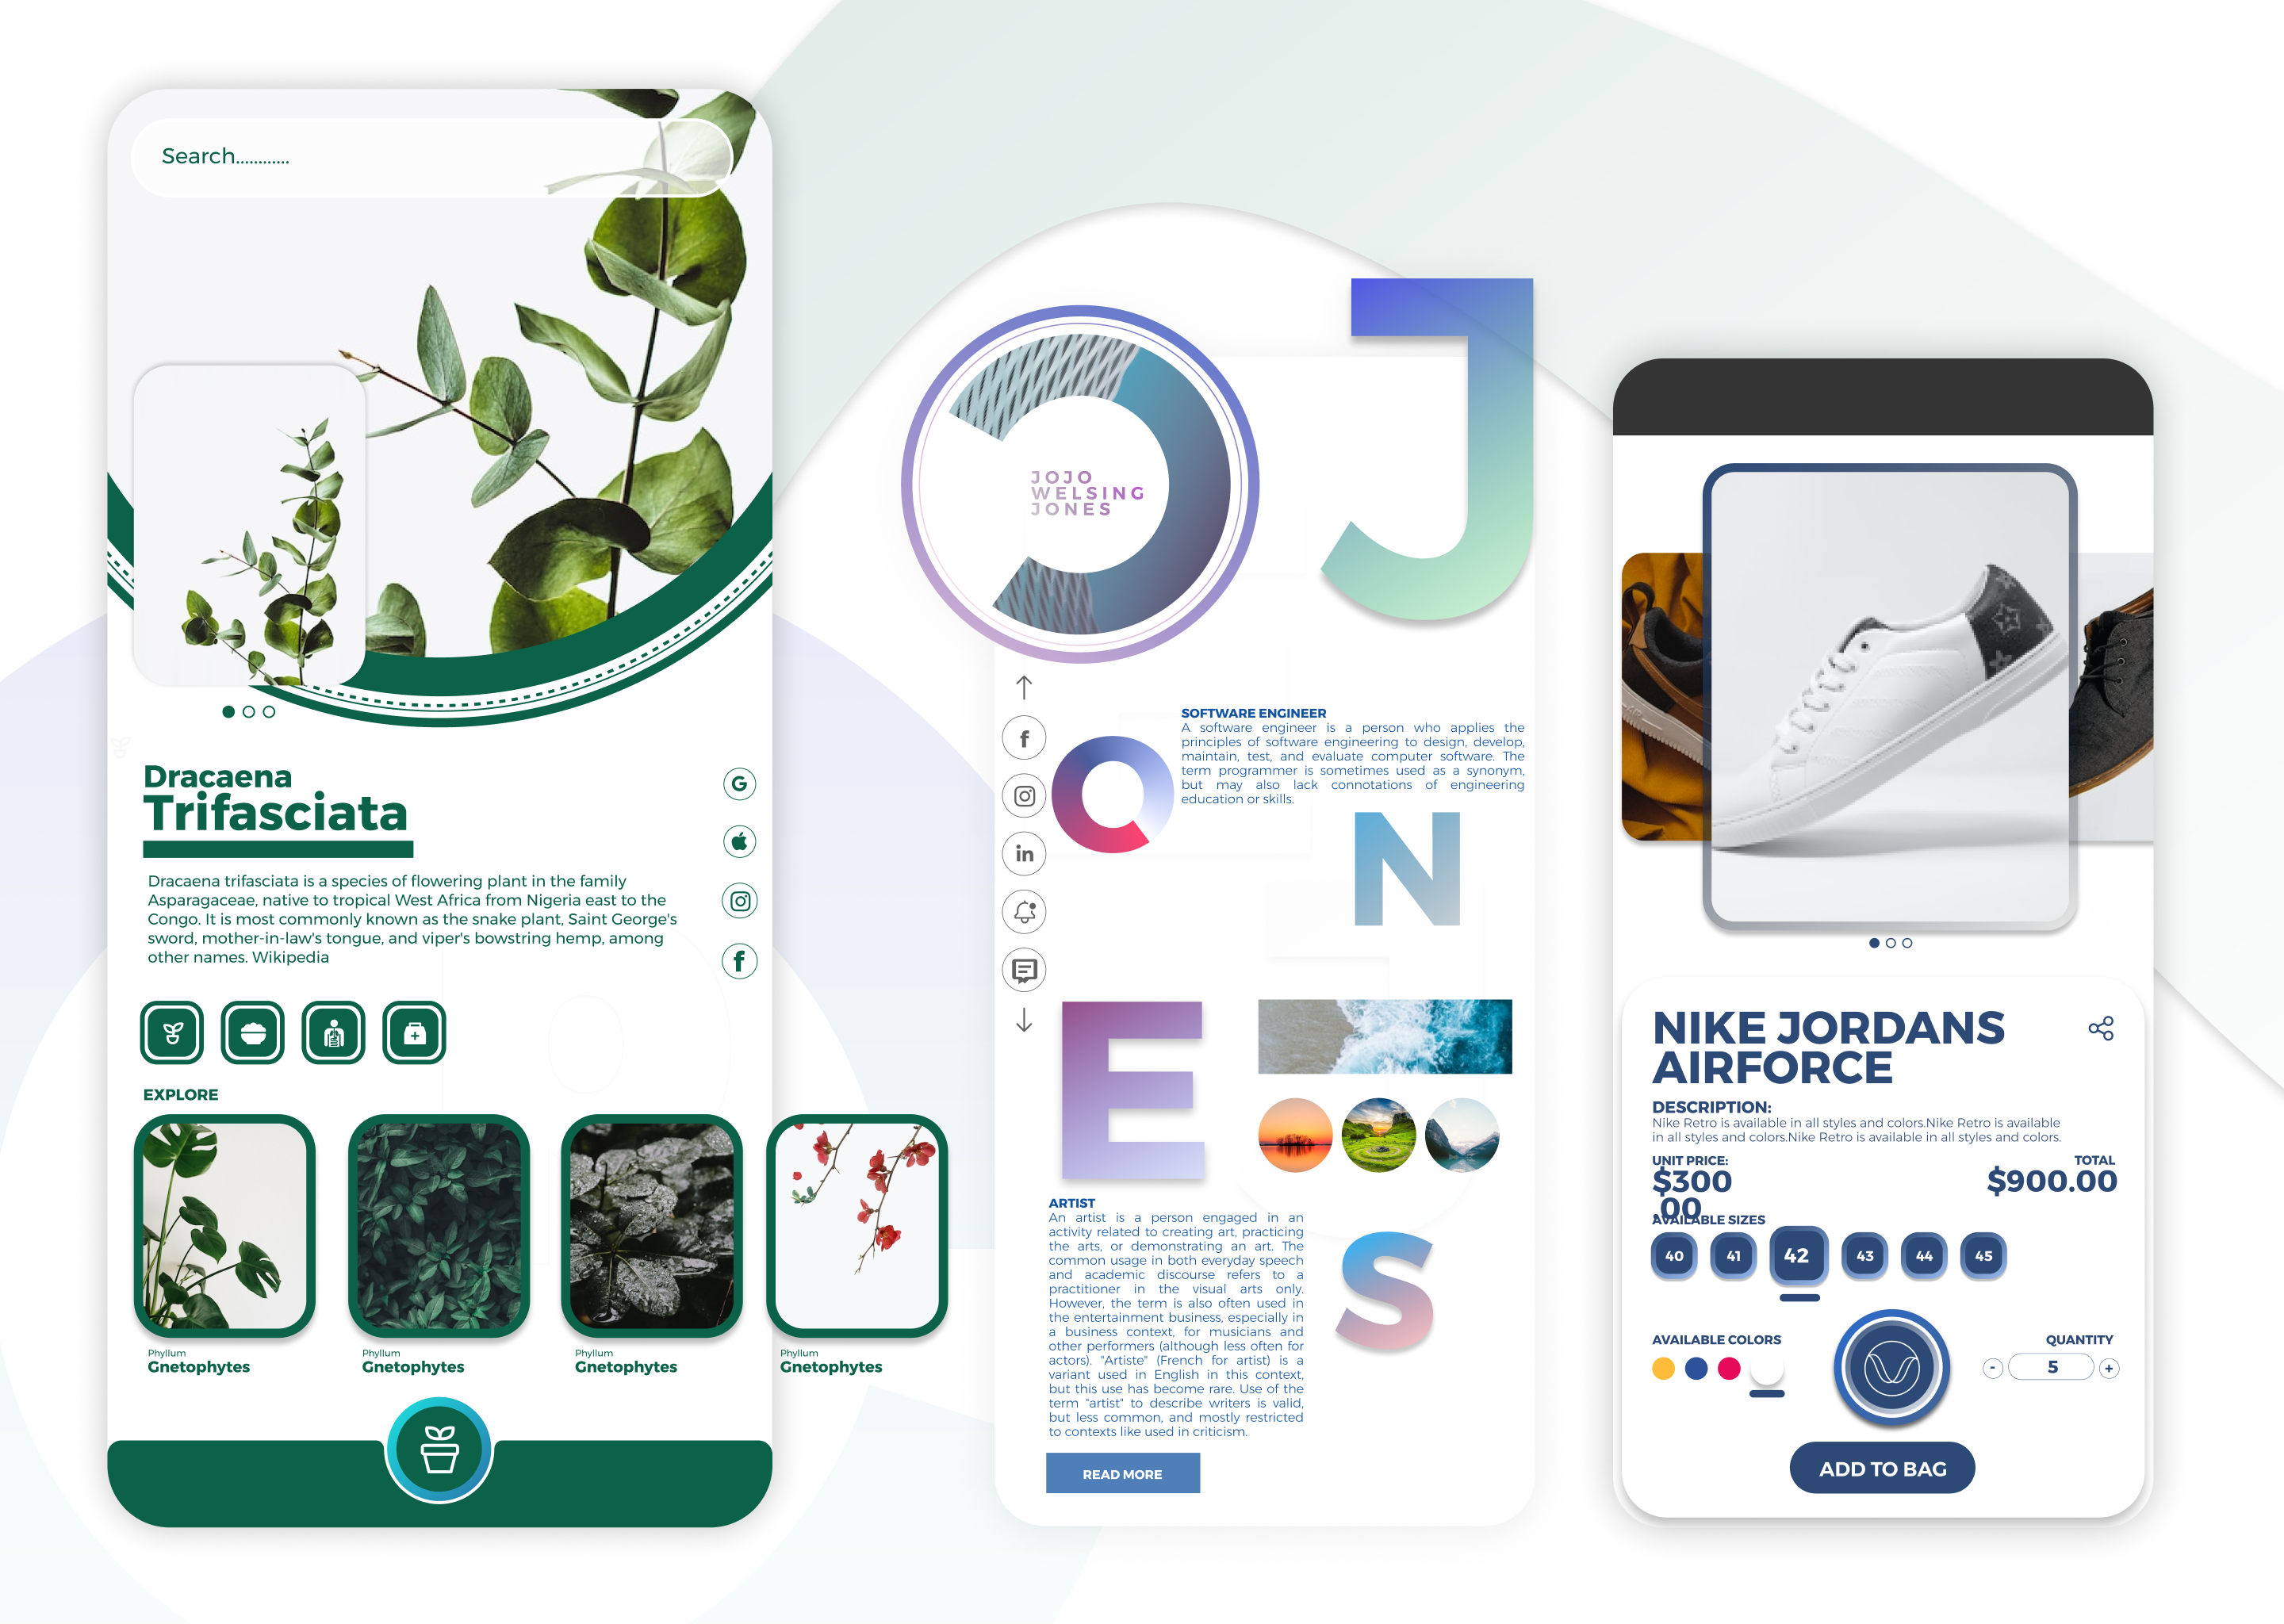 Search............
Dracaena
Trifasciata
Dracaena trifasciata is a species of flowering plant in the family
Asparagaceae, native to tropical West Africa from Nigeria east to the
Congo. It is most commonly known as the snake plant, Saint George's
sword, mother-in-law's tongue, and viper's bowstring hemp, among
other names. Wikipedia
G
f
EXPLORE
Phyllum
Gnetophytes
Phyllum
Gnetophytes
Phyllum
Gnetophytes
Phyllum
Gnetophytes
J
JOJO
WELSING
JONES
f
in
SOFTWARE ENGINEER
A software engineer is a person who applies the
principles of software engineering to design, develop,
maintain, test, and evaluate computer software. The
term programmer is sometimes used as a synonym,
but may also lack connotations of engineering
education or skills.
O
N
E
S
ARTIST
An artist is a person engaged in an
activity related to creating art, practicing
the arts, or demonstrating an art. The
common usage in both everyday speech
and academic discourse refers to a
practitioner in the visual arts only.
However, the term is also often used in
the entertainment business, especially in
a business context, for musicians and
other performers (although less often for
actors). "Artiste" (French for artist) is a
variant used in English in this context,
but this use has become rare. Use of the
term "artist" to describe writers is valid,
but less common, and mostly restricted
to contexts like used in criticism.
READ MORE
NIKE JORDANS
AIRFORCE
DESCRIPTION:
Nike Retro is available in all styles and colors.Nike Retro is available
in all styles and colors.Nike Retro is available in all styles and colors.
UNIT PRICE:
$300
.00
TOTAL
$900.00
AVAILABLE SIZES
40 41 42 43 44 45
AVAILABLE COLORS
QUANTITY
- 5 +
ADD TO BAG